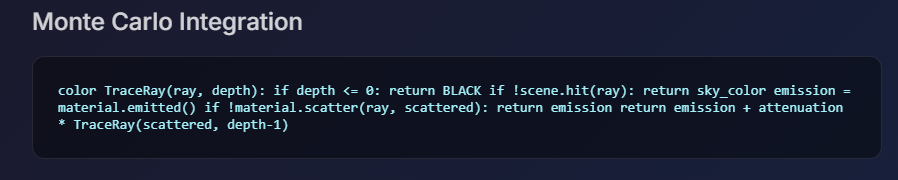 Monte Carlo Integration
color TraceRay(ray, depth): if depth <= 0: return BLACK if !scene.hit(ray): return sky_color emission =
material.emitted() if !material.scatter(ray, scattered): return emission return emission + attenuation
* TraceRay(scattered, depth-1)